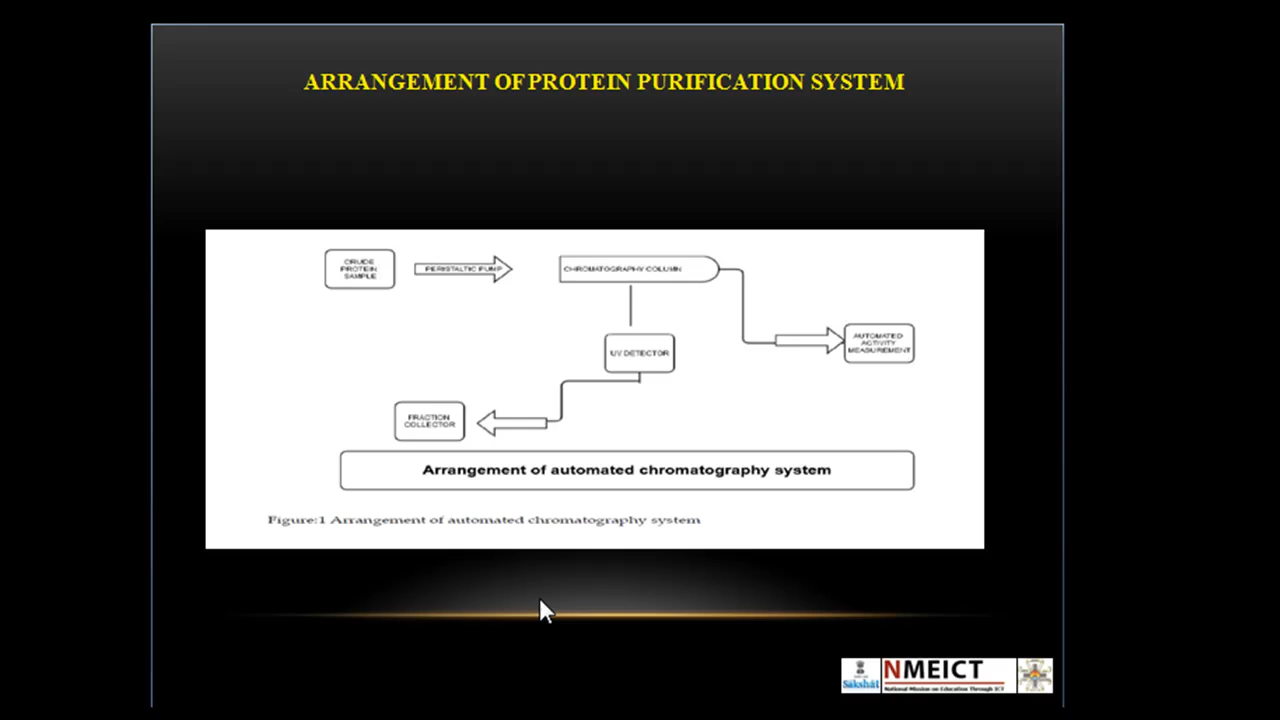 ARRANGEMENT OF PROTEIN PURIFICATION SYSTEM
CRUDE
PROTEIN
SAMPLE
PERISTALTIC PUMP
CHROMATOGRAPHY COLUMN
UV DETECTOR
AUTOMATED
ACTIVITY
MEASUREMENT
FRACTION
COLLECTOR
Arrangement of automated chromatography system
Figure:1 Arrangement of automated chromatography system
Sakshat
NMEICT
National Mission on Education Through ICT